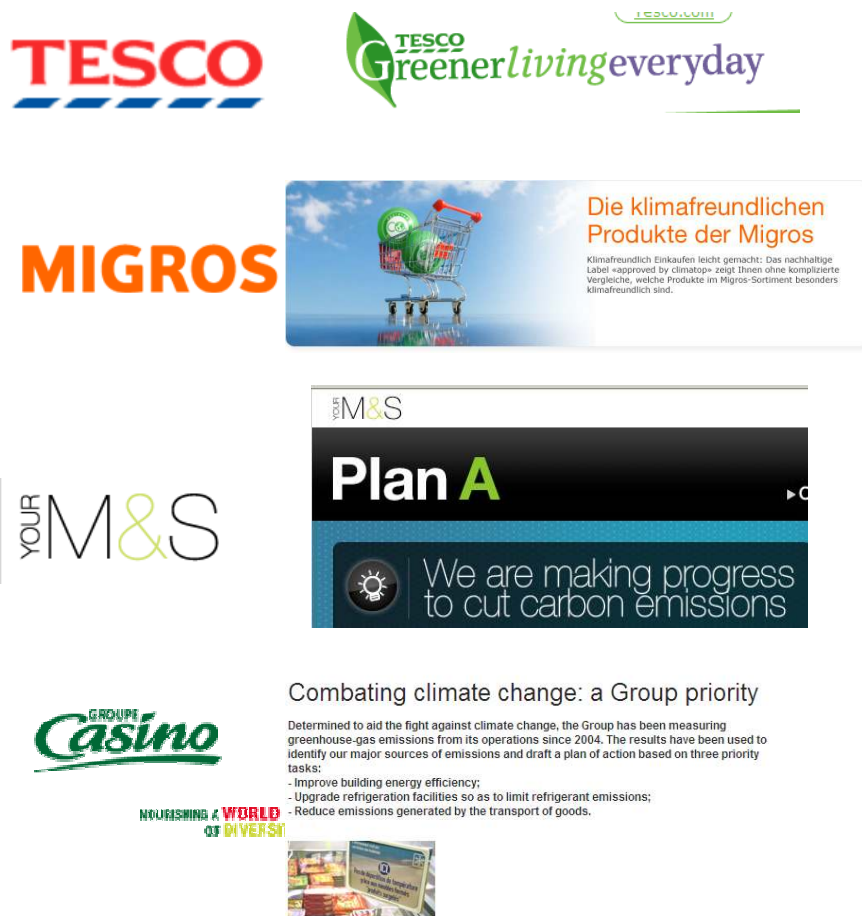 Tesco.com
TESCO
TESCO
Greenerlivingeveryday
MIGROS
Die klimafreundlichen
Produkte der Migros
Klimafreundlich Einkaufen leicht gemacht: Das nachhaltige
Label «approved by climatop» zeigt Ihnen ohne komplizierte
Vergleiche, welche Produkte im Migros-Sortiment besonders
klimafreundlich sind.
YOUR M&S
Plan A
YOUR M&S
We are making progress
to cut carbon emissions
GROUPE
Casino
NOURISHING A WORLD
OF DIVERSI
Combating climate change: a Group priority
Determined to aid the fight against climate change, the Group has been measuring
greenhouse-gas emissions from its operations since 2004. The results have been used to
identify our major sources of emissions and draft a plan of action based on three priority
tasks:
- Improve building energy efficiency;
- Upgrade refrigeration facilities so as to limit refrigerant emissions;
- Reduce emissions generated by the transport of goods.